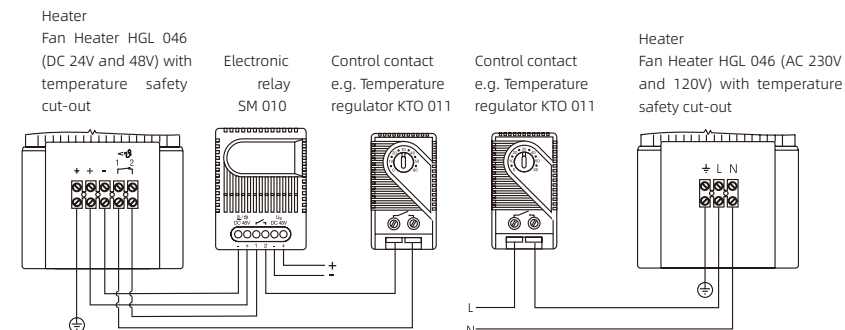 Heater
Fan Heater HGL 046
(DC 24V and 48V) with
temperature safety
cut-out
Electronic
relay
SM 010
Control contact
e.g. Temperature
regulator KTO 011
Control contact
e.g. Temperature
regulator KTO 011
Heater
Fan Heater HGL 046 (AC 230V
and 120V) with temperature
safety cut-out
1 2
+ -
DC 48V DC 48V
- + 1 2 - +
+
-
L N
L
N